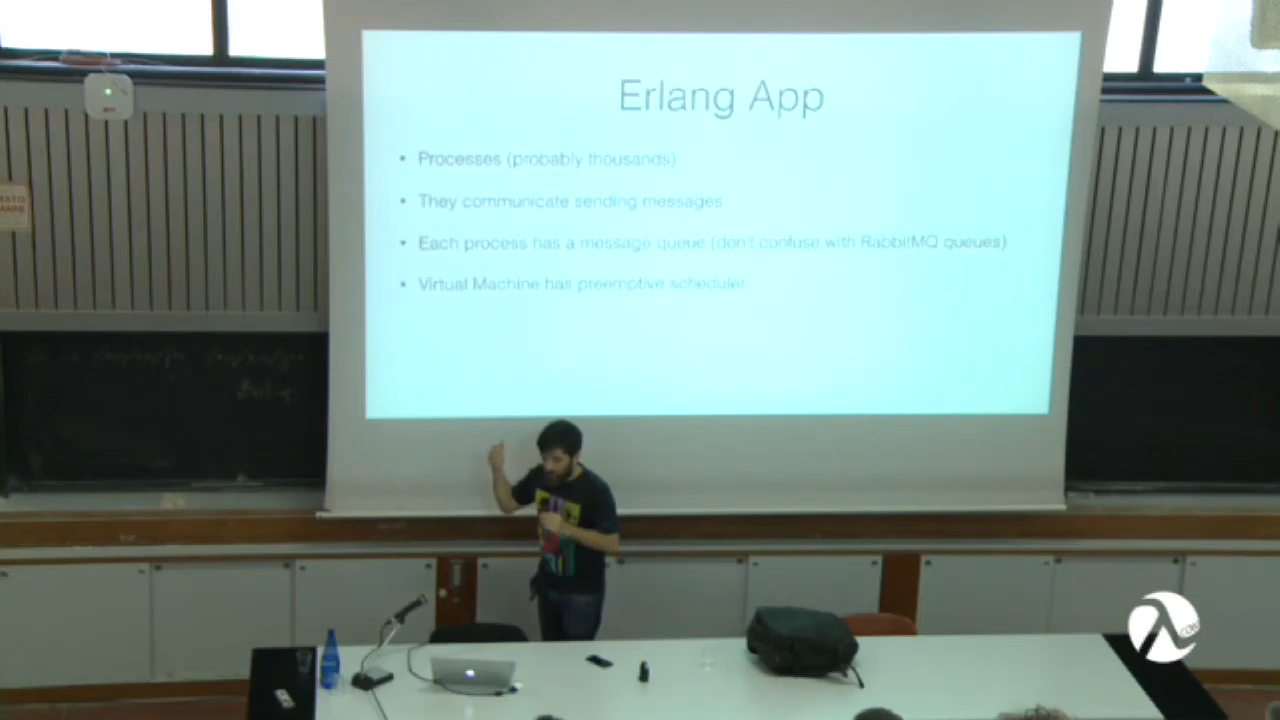 Erlang App
• Processes (probably thousands)
• They communicate sending messages
• Each process has a message queue (don't confuse with RabbitMQ queues)
• Virtual Machine has preemptive scheduler